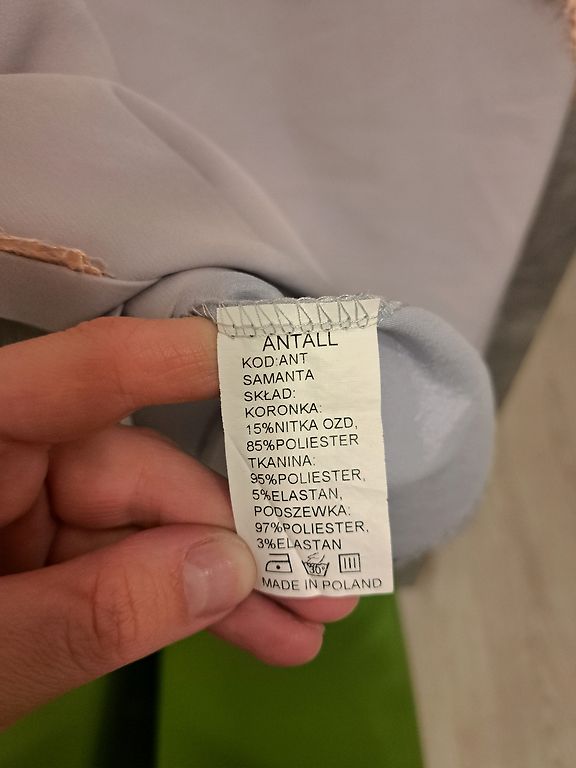 ANTALL
KOD:ANT
SAMANTA
SKŁAD:
KORONKA:
15%NITKA OZD,
85%POLIESTER
TKANINA:
95%POLIESTER,
5%ELASTAN,
PODSZEWKA:
97%POLIESTER,
3%ELASTAN
30°
MADE IN POLAND